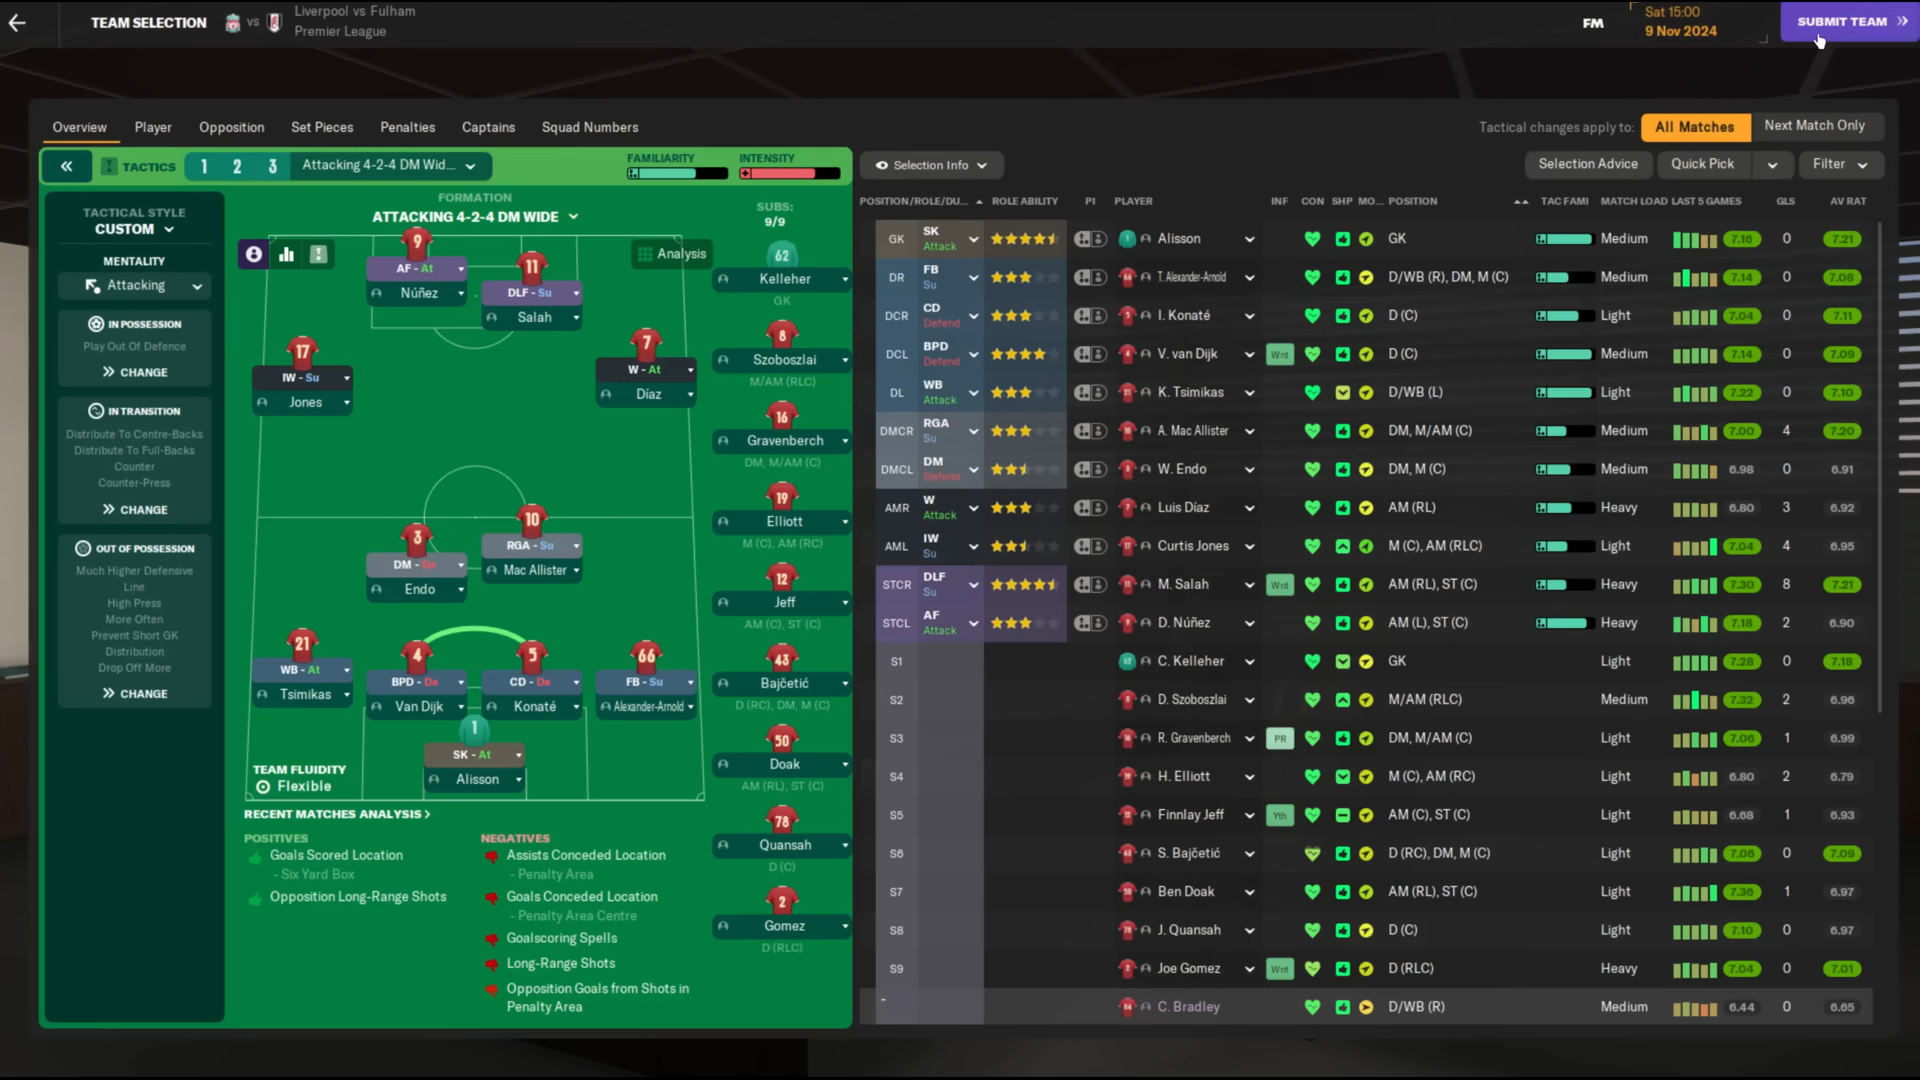 TEAM SELECTION
VS
Liverpool vs Fulham
Premier League
FM
Sat 15:00
9 Nov 2024
SUBMIT TEAM
Overview
Player
Opposition
Set Pieces
Penalties
Captains
Squad Numbers
Tactical changes apply to:
All Matches
Next Match Only
TACTICS
1 2 3
Attacking 4-2-4 DM Wid...
FAMILIARITY
INTENSITY
Selection Info
Selection Advice
Quick Pick
Filter
TACTICAL STYLE
CUSTOM
MENTALITY
Attacking
IN POSSESSION
Play Out Of Defence
CHANGE
IN TRANSITION
Distribute To Centre-Backs
Distribute To Full-Backs
Counter
Counter-Press
CHANGE
OUT OF POSSESSION
Much Higher Defensive
Line
High Press
More Often
Prevent Short GK
Distribution
Drop Off More
CHANGE
FORMATION
ATTACKING 4-2-4 DM WIDE
Analysis
9
AF - At
Núñez
11
DLF - Su
Salah
17
IW - Su
Jones
7
W - At
Díaz
3
DM - De
Endo
10
RGA - Su
Mac Allister
21
WB - At
Tsimikas
4
BPD - De
Van Dijk
5
CD - De
Konaté
66
FB - Su
Alexander-Arnold
1
SK - At
Alisson
TEAM FLUIDITY
Flexible
RECENT MATCHES ANALYSIS >
POSITIVES
Goals Scored Location
- Six Yard Box
Opposition Long-Range Shots
NEGATIVES
Assists Conceded Location
- Penalty Area
Goals Conceded Location
- Penalty Area Centre
Goalscoring Spells
Long-Range Shots
Opposition Goals from Shots in
Penalty Area
SUBS:
9/9
62
Kelleher
GK
8
Szoboszlai
M/AM (RLC)
16
Gravenberch
DM, M/AM (C)
19
Elliott
M (C), AM (RC)
12
Jeff
AM (C), ST (C)
43
Bajčetić
D (RC), DM, M (C)
50
Doak
AM (RL), ST (C)
78
Quansah
D (C)
2
Gomez
D (RLC)
POSITION/ROLE/DU... ROLE ABILITY PI PLAYER INF CON SHP MO... POSITION TAC FAMI MATCH LOAD LAST 5 GAMES GLS AV RAT
GK SK Attack Alisson GK Medium 7.16 0 7.21
DR FB Su T. Alexander-Arnold D/WB (R), DM, M (C) Medium 7.14 0 7.08
DCR CD Defend I. Konaté D (C) Light 7.04 0 7.11
DCL BPD Defend V. van Dijk Wnt D (C) Medium 7.14 0 7.09
DL WB Attack K. Tsimikas D/WB (L) Light 7.22 0 7.10
DMCR RGA Su A. Mac Allister DM, M/AM (C) Medium 7.00 4 7.20
DMCL DM Defend W. Endo DM, M (C) Medium 6.98 0 6.91
AMR W Attack Luis Díaz AM (RL) Heavy 6.80 3 6.92
AML IW Su Curtis Jones M (C), AM (RLC) Light 7.04 4 6.95
STCR DLF Su M. Salah Wnt AM (RL), ST (C) Heavy 7.30 8 7.21
STCL AF Attack D. Núñez AM (L), ST (C) Heavy 7.18 2 6.90
S1 C. Kelleher GK Light 7.28 0 7.18
S2 D. Szoboszlai M/AM (RLC) Medium 7.32 2 6.96
S3 R. Gravenberch PR DM, M/AM (C) Light 7.06 1 6.99
S4 H. Elliott M (C), AM (RC) Light 6.80 2 6.79
S5 Finnlay Jeff Yth AM (C), ST (C) Light 6.68 1 6.93
S6 S. Bajčetić D (RC), DM, M (C) Light 7.06 0 7.09
S7 Ben Doak AM (RL), ST (C) Light 7.36 1 6.97
S8 J. Quansah D (C) Light 7.10 0 6.97
S9 Joe Gomez Wnt D (RLC) Heavy 7.04 0 7.01
- C. Bradley D/WB (R) Medium 6.44 0 6.65